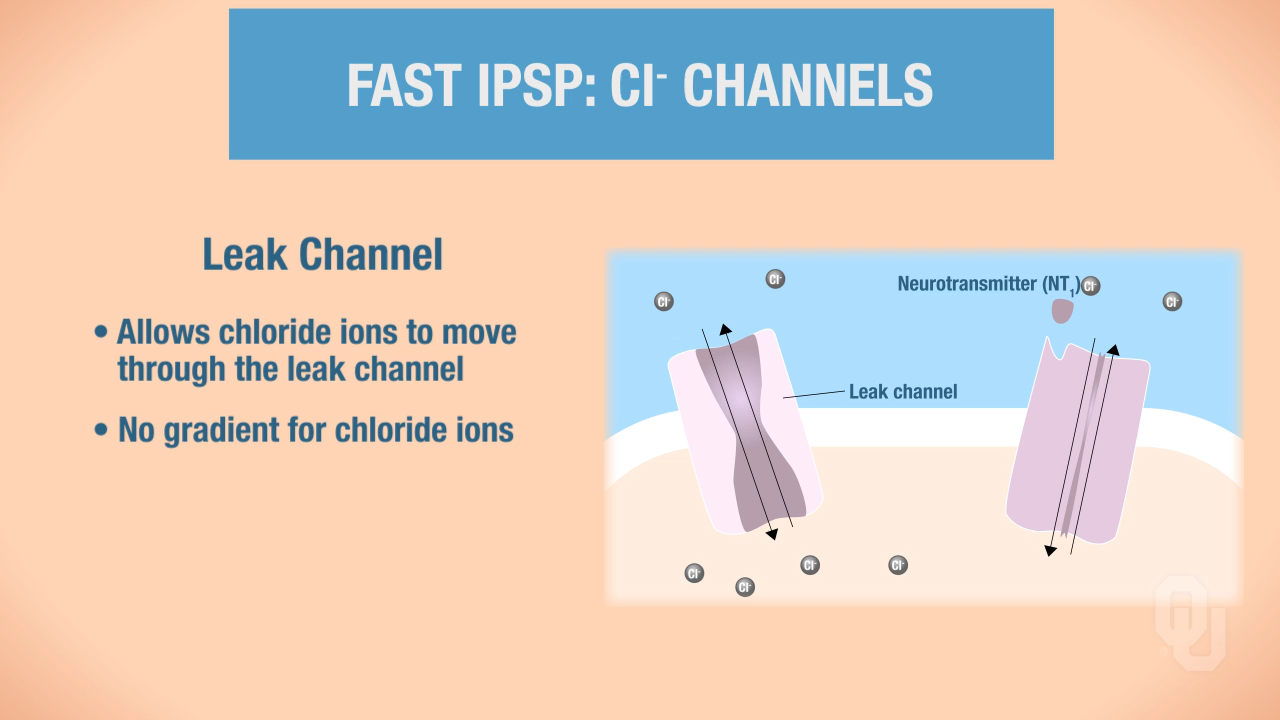 FAST IPSP: Cl⁻ CHANNELS
Leak Channel
• Allows chloride ions to move
through the leak channel
• No gradient for chloride ions
Cl⁻
Cl⁻
Neurotransmitter (NT₁)
Cl⁻
Cl⁻
Leak channel
Cl⁻
Cl⁻
Cl⁻
Cl⁻
OU